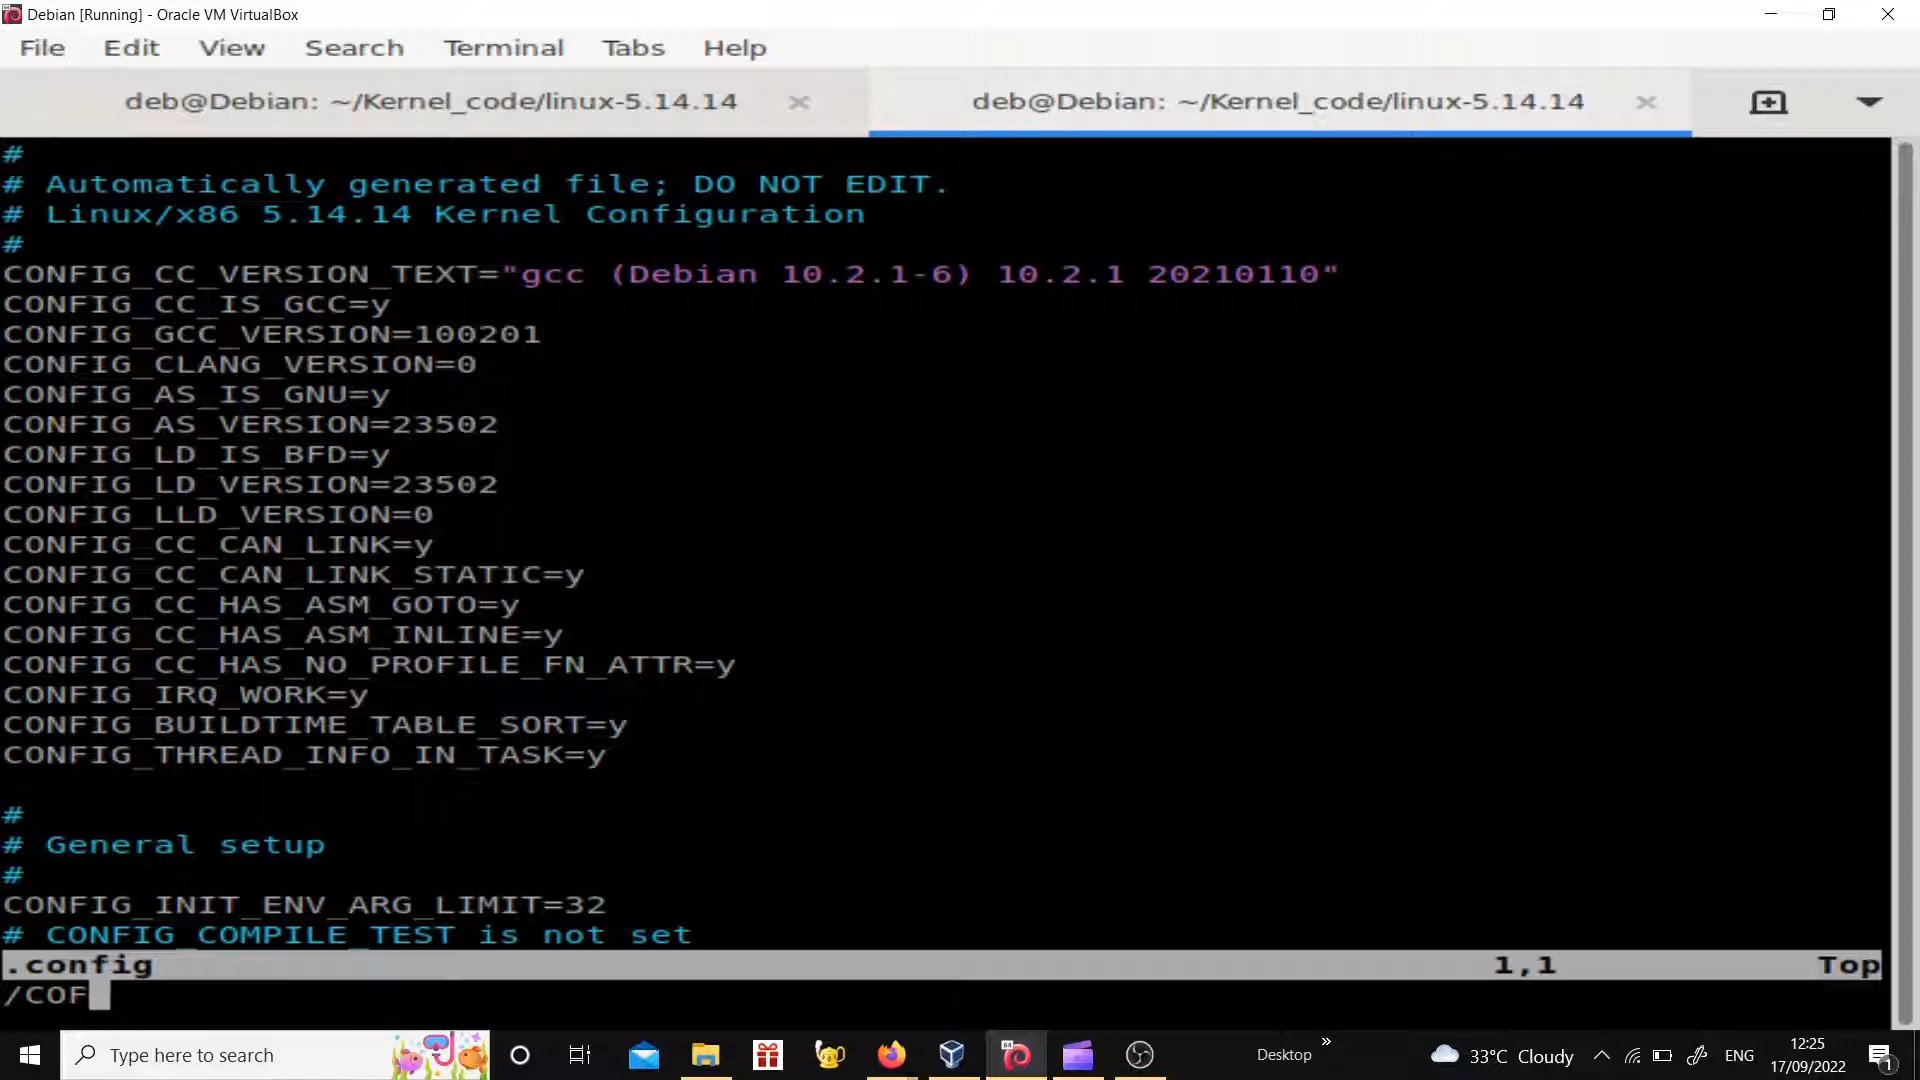 Debian [Running] - Oracle VM VirtualBox
File Edit View Search Terminal Tabs Help
deb@Debian: ~/Kernel_code/linux-5.14.14 × deb@Debian: ~/Kernel_code/linux-5.14.14 ×
#
# Automatically generated file; DO NOT EDIT.
# Linux/x86 5.14.14 Kernel Configuration
#
CONFIG_CC_VERSION_TEXT="gcc (Debian 10.2.1-6) 10.2.1 20210110"
CONFIG_CC_IS_GCC=y
CONFIG_GCC_VERSION=100201
CONFIG_CLANG_VERSION=0
CONFIG_AS_IS_GNU=y
CONFIG_AS_VERSION=23502
CONFIG_LD_IS_BFD=y
CONFIG_LD_VERSION=23502
CONFIG_LLD_VERSION=0
CONFIG_CC_CAN_LINK=y
CONFIG_CC_CAN_LINK_STATIC=y
CONFIG_CC_HAS_ASM_GOTO=y
CONFIG_CC_HAS_ASM_INLINE=y
CONFIG_CC_HAS_NO_PROFILE_FN_ATTR=y
CONFIG_IRQ_WORK=y
CONFIG_BUILDTIME_TABLE_SORT=y
CONFIG_THREAD_INFO_IN_TASK=y
#
# General setup
#
CONFIG_INIT_ENV_ARG_LIMIT=32
# CONFIG_COMPILE_TEST is not set
.config 1,1 Top
/COF
Type here to search Desktop » 33°C Cloudy ENG 12:25
17/09/2022 1